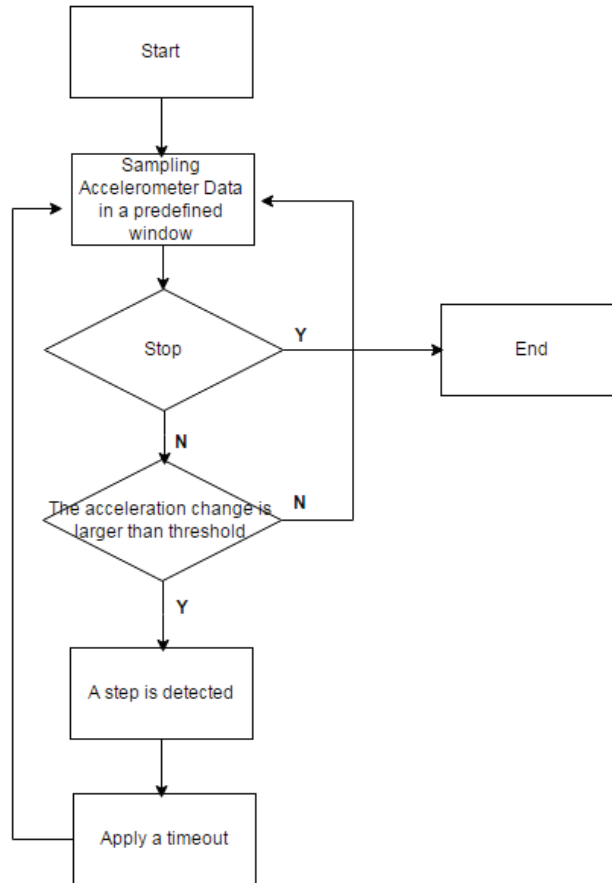 Start
Sampling
Accelerometer Data
in a predefined
window
Stop
Y
End
N
The acceleration change is
larger than threshold
N
Y
A step is detected
Apply a timeout